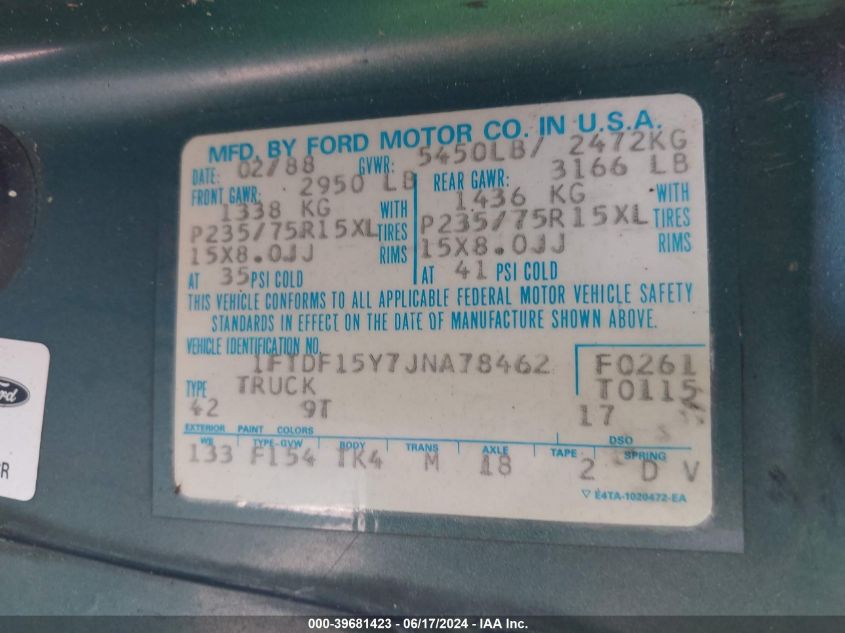 MFD. BY FORD MOTOR CO. IN U.S.A.
DATE: 02/88 GVWR: 5450LB/ 2472KG
FRONT GAWR: 2950 LB REAR GAWR: 3166 LB
1338 KG WITH 1436 KG WITH
P235/75R15XL TIRES P235/75R15XL TIRES
15X8.0JJ RIMS 15X8.0JJ RIMS
AT 35 PSI COLD AT 41 PSI COLD
THIS VEHICLE CONFORMS TO ALL APPLICABLE FEDERAL MOTOR VEHICLE SAFETY
STANDARDS IN EFFECT ON THE DATE OF MANUFACTURE SHOWN ABOVE.
VEHICLE IDENTIFICATION NO.
1FTDF15Y7JNA78462 F0261
TYPE TRUCK T0115
42 9T 17
EXTERIOR PAINT COLORS DSO
WB TYPE-GVW BODY TRANS AXLE TAPE SPRING
133 F154 TK4 M 18 2 D V
▽ E4TA-1020472-EA
Ford
R
000-39681423 - 06/17/2024 - IAA Inc.